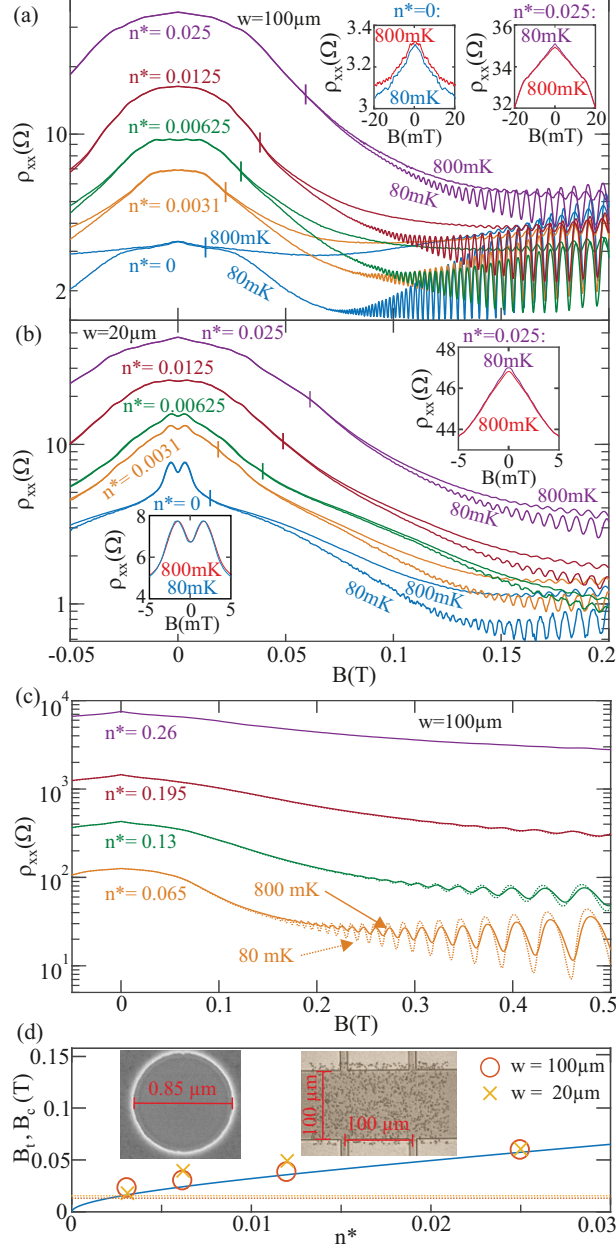 (a) w=100µm
n*= 0.025
n*= 0.0125
n*= 0.00625
n*= 0.0031
n*= 0
800mK
80mK
800mK
80mK
10
2
ρxx(Ω)
n*=0:
800mK
80mK
3.4
3.2
3
-20 0 20
B(mT)
ρxx(Ω)
n*=0.025:
80mK
800mK
36
34
32
-20 0 20
B(mT)
ρxx(Ω)
(b) w=20µm
n*= 0.025
n*= 0.0125
n*= 0.00625
n*= 0.0031
n*= 0
800mK
80mK
800mK
80mK
10
1
ρxx(Ω)
n*=0.025:
80mK
800mK
48
46
44
-5 0 5
B(mT)
ρxx(Ω)
8
6
4
800mK
80mK
-5 0 5
B(mT)
ρxx(Ω)
-0.05 0 0.05 0.1 0.15 0.2
B(T)
(c) w=100µm
n*= 0.26
n*= 0.195
n*= 0.13
n*= 0.065
800 mK
80 mK
10⁴
10³
10²
10¹
ρxx(Ω)
0 0.1 0.2 0.3 0.4 0.5
B(T)
(d)
0.85 µm
100 µm
100 µm
w = 100µm
w = 20µm
0.15
0.10
0.05
0
Bt , Bc (T)
0 0.01 0.02 0.03
n*